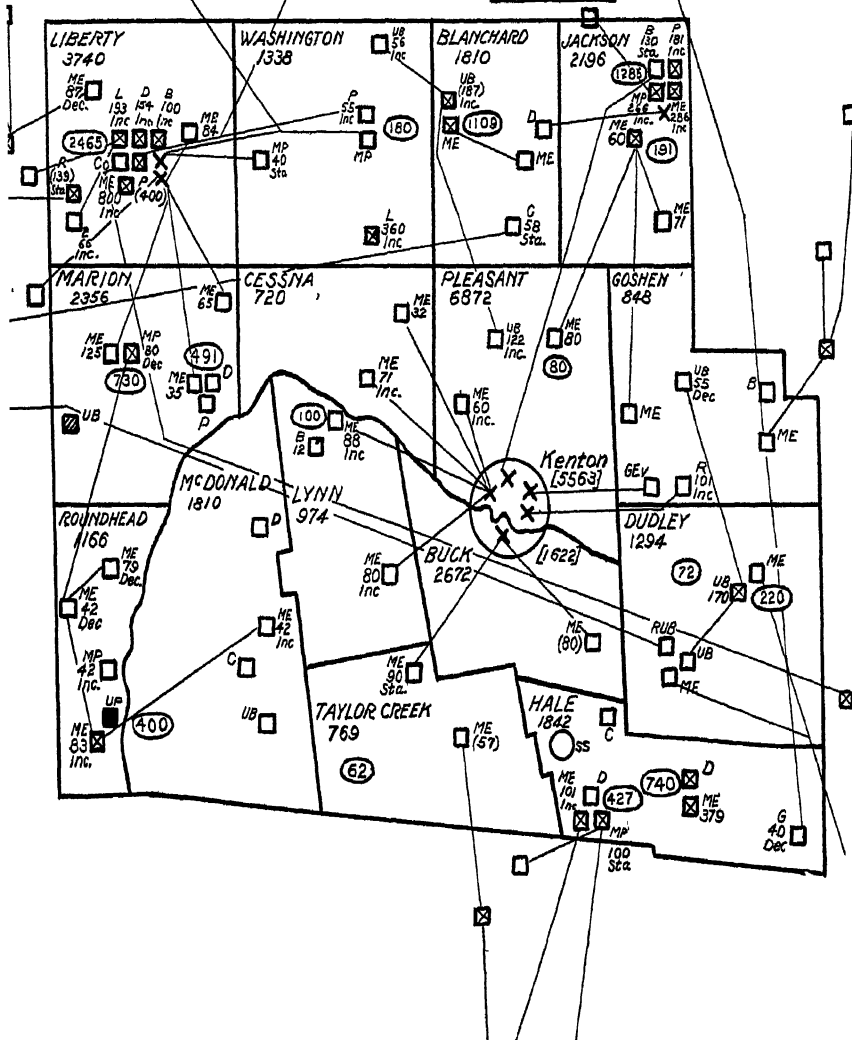 LIBERTY
3740
ME
87
Dec.
L
193
Inc
D
154
Inc
B
100
Inc
ME
84
2465
Co
R
(139)
Sta
ME
800
Inc
P
(400)
66
Inc.
WASHINGTON
1338
UB
56
Inc
P
55
Inc
180
MP
MP
40
Sta
L
360
Inc
BLANCHARD
1810
UB
(187)
Inc.
1109
ME
D
ME
C
58
Sta.
JACKSON
2196
B
130
Sta.
P
181
Inc
1285
MP
266
Inc.
ME
286
Inc
ME
60
191
ME
71
MARION
2356
ME
65
ME
125
MP
80
Dec
491
730
ME
35
D
P
UB
CESSNA
720
ME
32
ME
71
Inc.
100
ME
88
Inc
B
12
PLEASANT
6872
UB
122
Inc.
ME
80
80
ME
60
Inc.
Kenton
[5563]
[1622]
GOSHEN
848
UB
55
Dec
B
ME
ME
GEv
R
101
Inc
MCDONALD
1810
D
ME
42
Inc
C
UB
LYNN
974
ME
80
Inc
BUCK
2672
ME
(80)
ROUNDHEAD
1166
ME
79
Dec.
ME
42
Dec
MP
42
Inc.
UP
400
ME
83
Inc.
DUDLEY
1294
72
ME
UB
170
220
RUB
UB
ME
TAYLOR CREEK
769
62
ME
90
Sta.
ME
(57)
HALE
1842
SS
C
ME
101
Inc
D
427
740
D
ME
379
MP
100
Sta
G
40
Dec